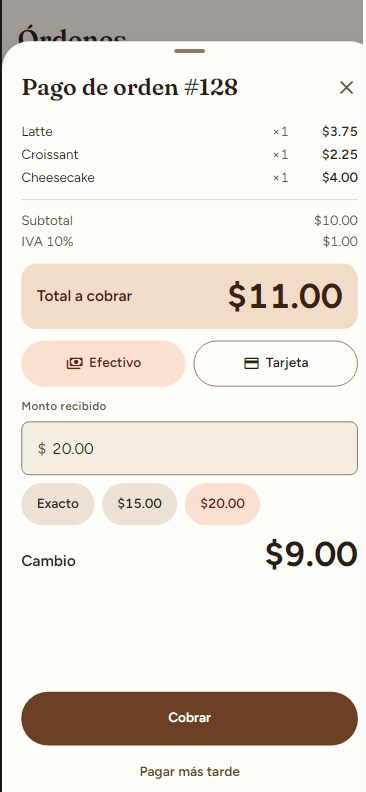 Órdenes
Pago de orden #128
Latte ×1 $3.75
Croissant ×1 $2.25
Cheesecake ×1 $4.00
Subtotal $10.00
IVA 10% $1.00
Total a cobrar $11.00
Efectivo Tarjeta
Monto recibido
$ 20.00
Exacto $15.00 $20.00
Cambio $9.00
Cobrar
Pagar más tarde